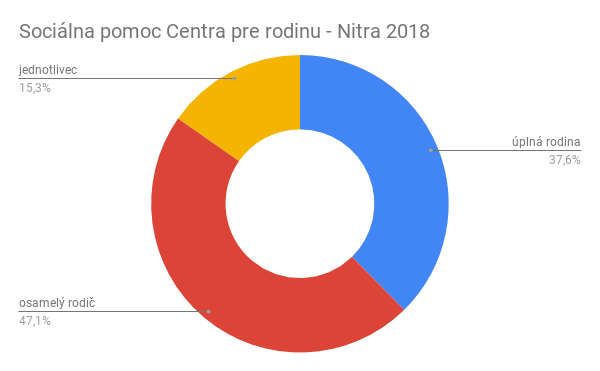 Sociálna pomoc Centra pre rodinu - Nitra 2018
jednotlivec
15,3%
úplná rodina
37,6%
osamelý rodič
47,1%